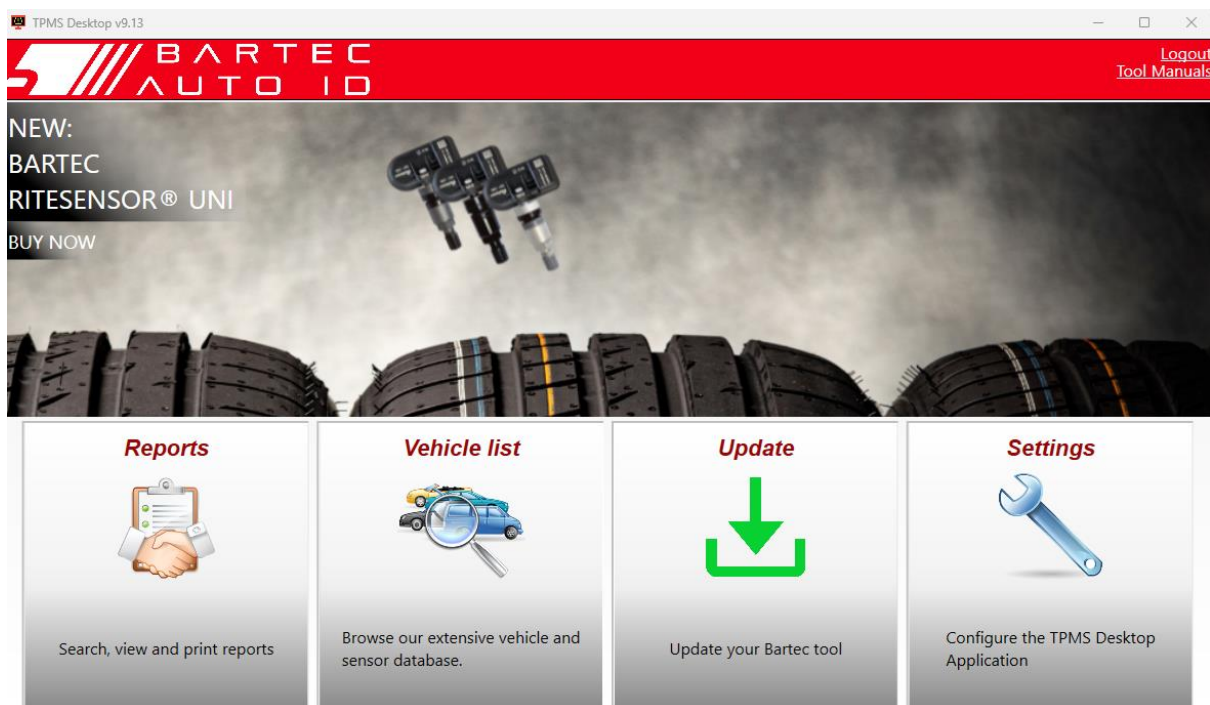 TPMS Desktop v9.13
BARTEC
AUTO ID
Logout
Tool Manuals
NEW:
BARTEC
RITESENSOR® UNI
BUY NOW
Reports
Vehicle list
Update
Settings
Search, view and print reports
Browse our extensive vehicle and
sensor database.
Update your Bartec tool
Configure the TPMS Desktop
Application